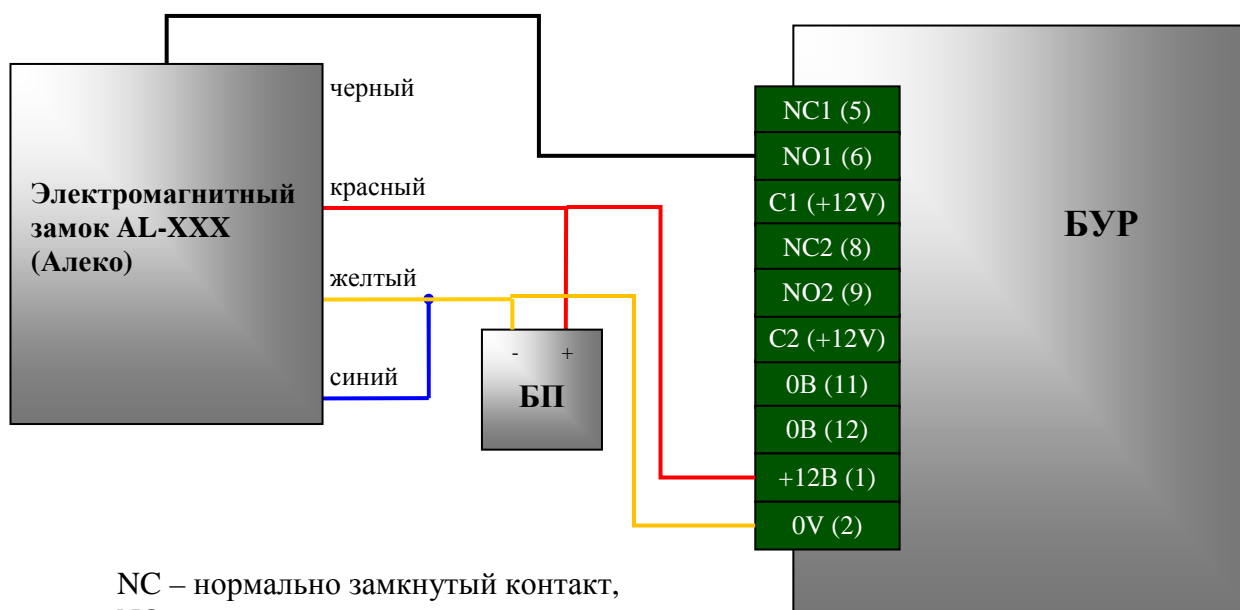 черный
красный
желтый
синий
Электромагнитный
замок AL-XXX
(Алеко)
- +
БП
NC1 (5)
NO1 (6)
C1 (+12V)
NC2 (8)
NO2 (9)
C2 (+12V)
0В (11)
0В (12)
+12В (1)
0V (2)
БУР
NC – нормально замкнутый контакт,